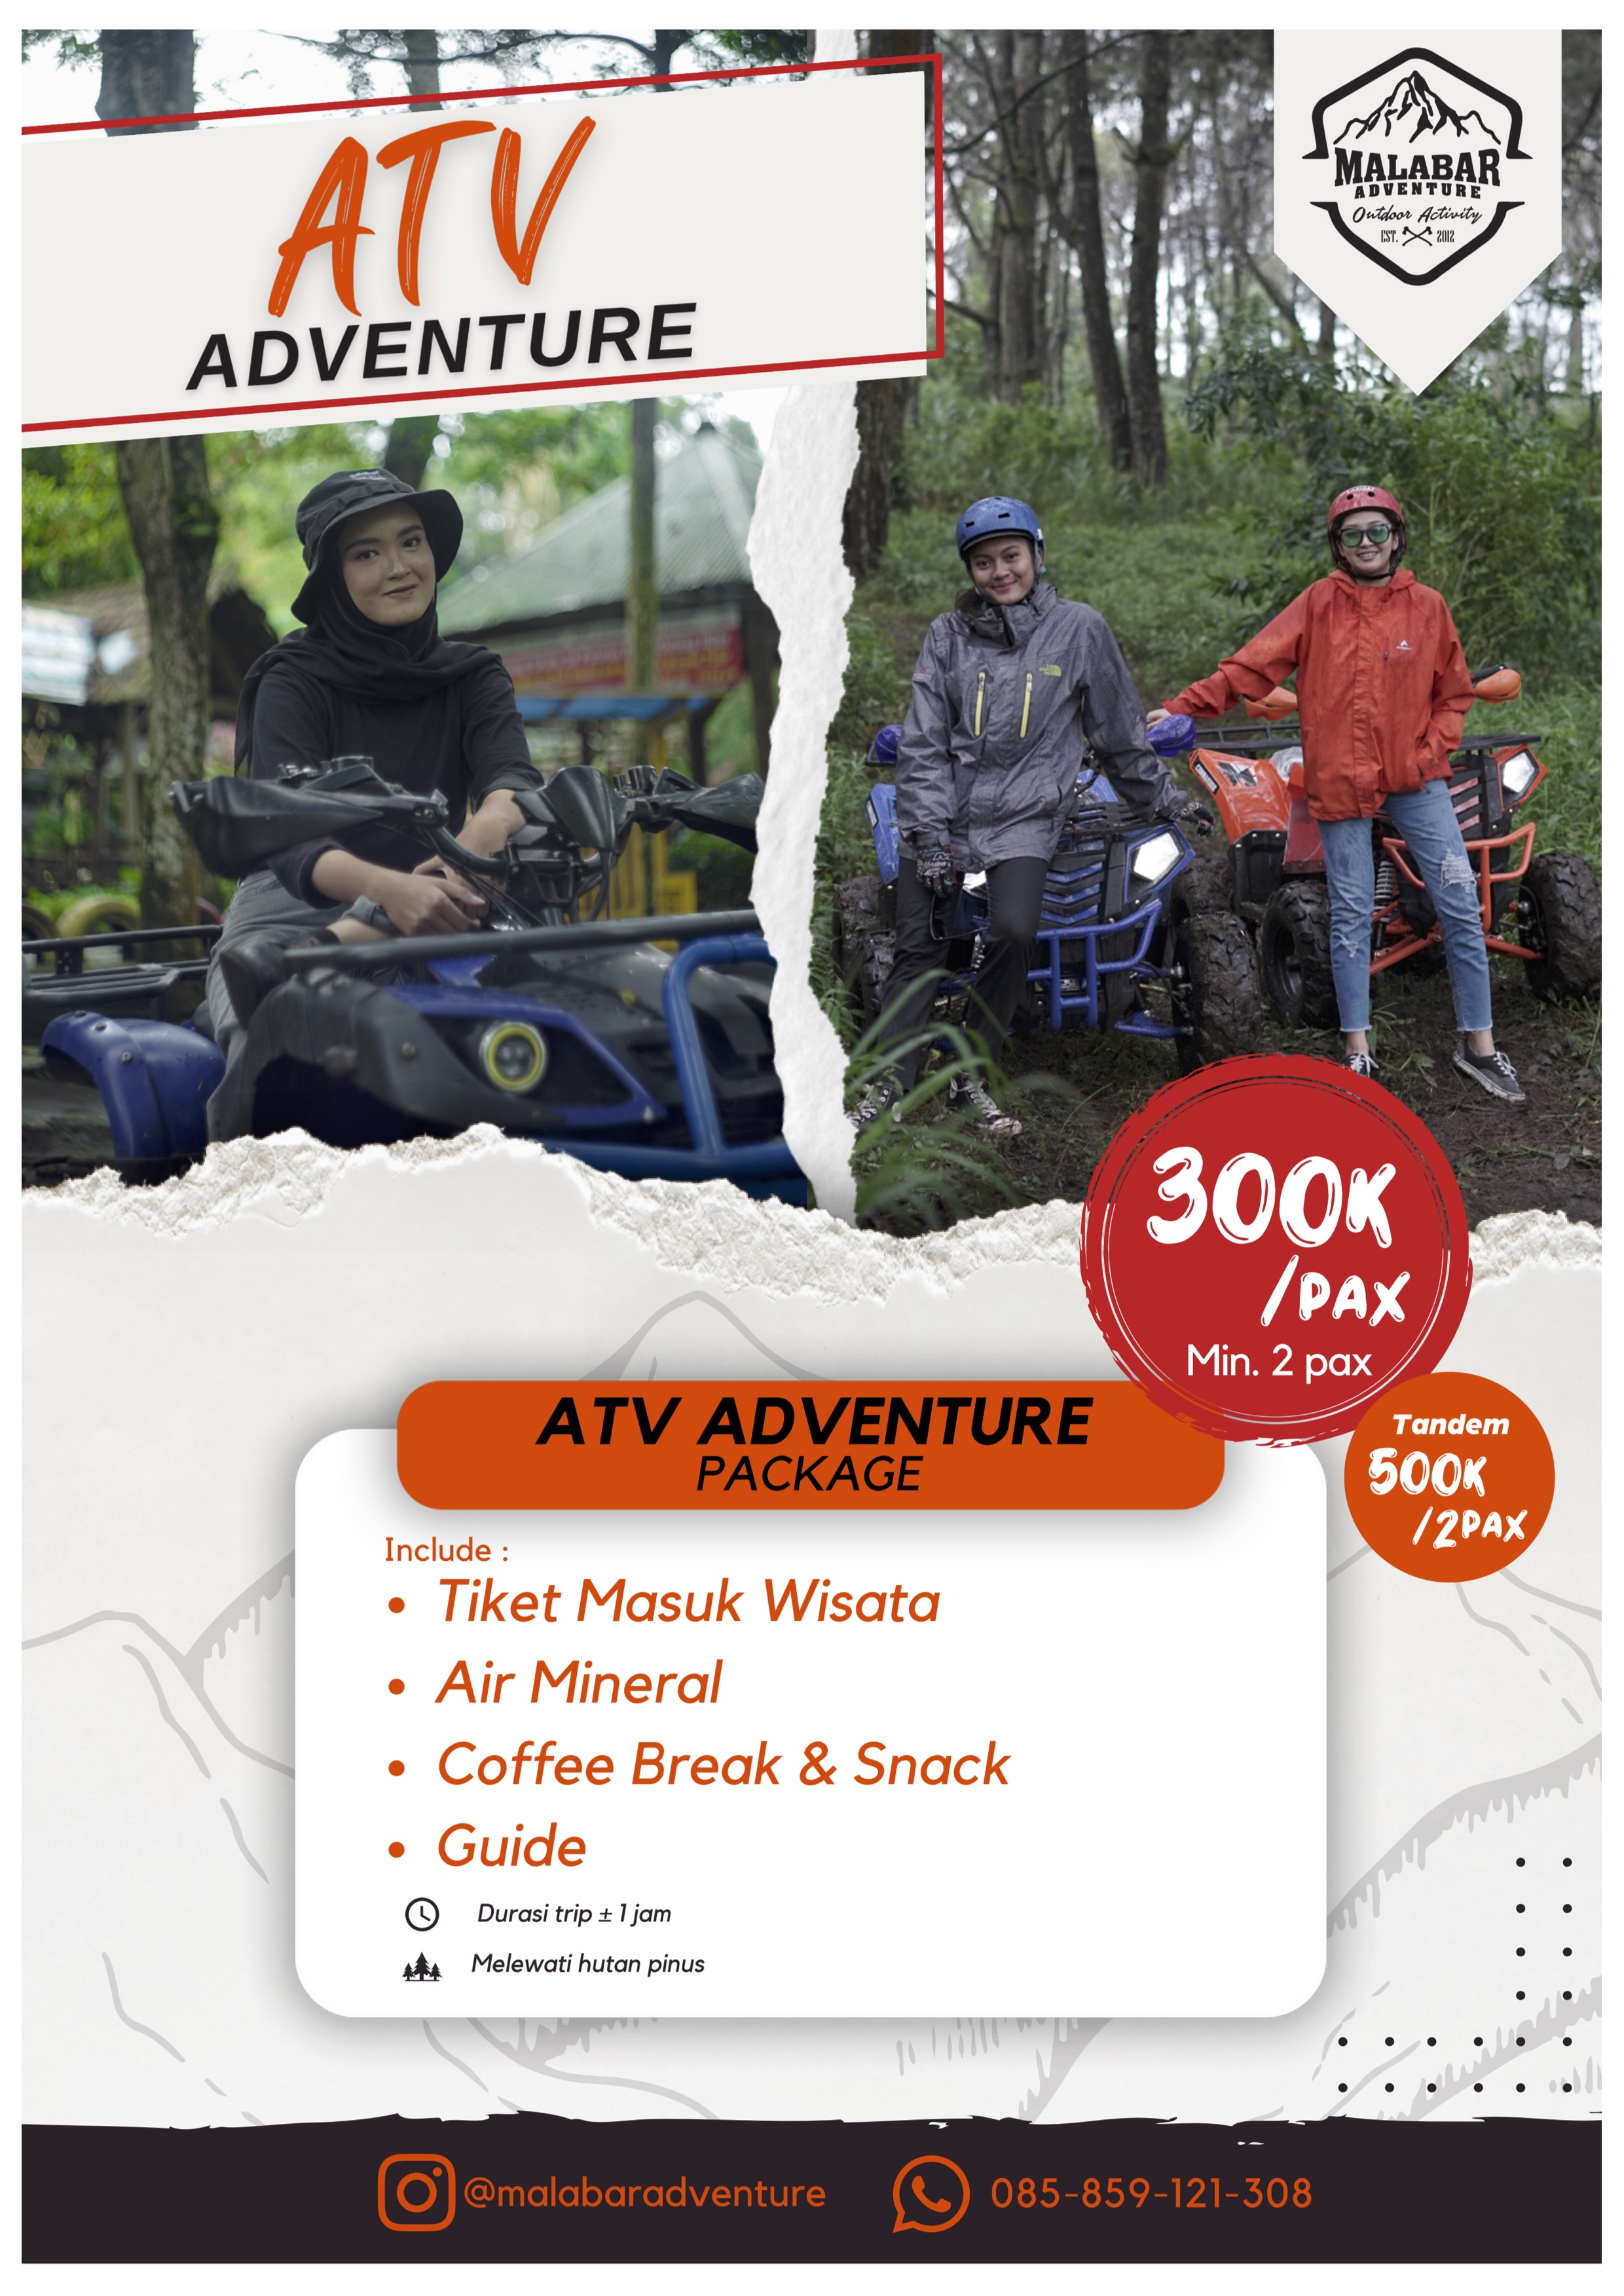 ATV
ADVENTURE
MALABAR
ADVENTURE
Outdoor Activity
EST. 2012
300K
/PAX
Min. 2 pax
Tandem
500K
/2PAX
ATV ADVENTURE
PACKAGE
Include :
• Tiket Masuk Wisata
• Air Mineral
• Coffee Break & Snack
• Guide
Durasi trip ± 1 jam
Melewati hutan pinus
@malabaradventure
085-859-121-308